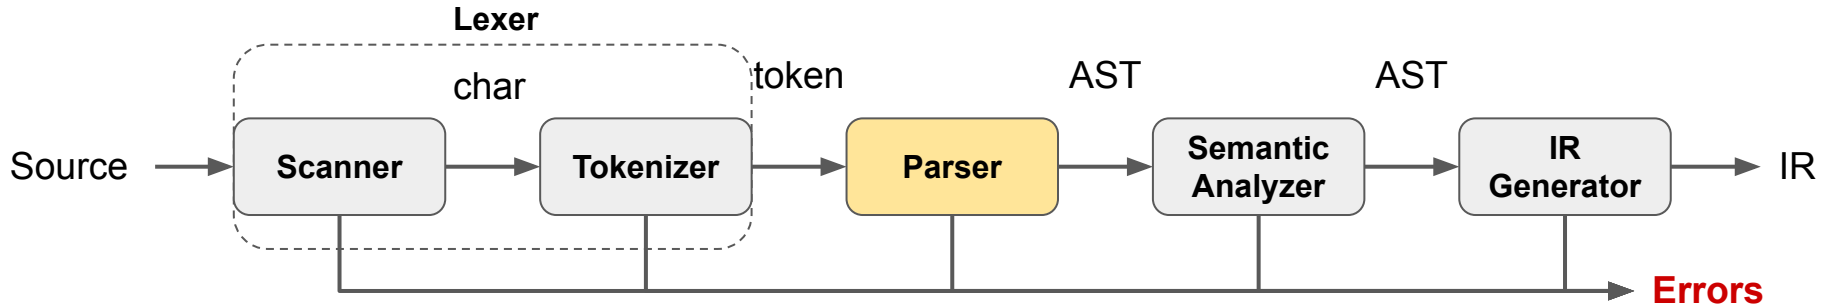 Lexer
char
token
AST
AST
Source
Scanner
Tokenizer
Parser
Semantic
Analyzer
IR
Generator
IR
Errors